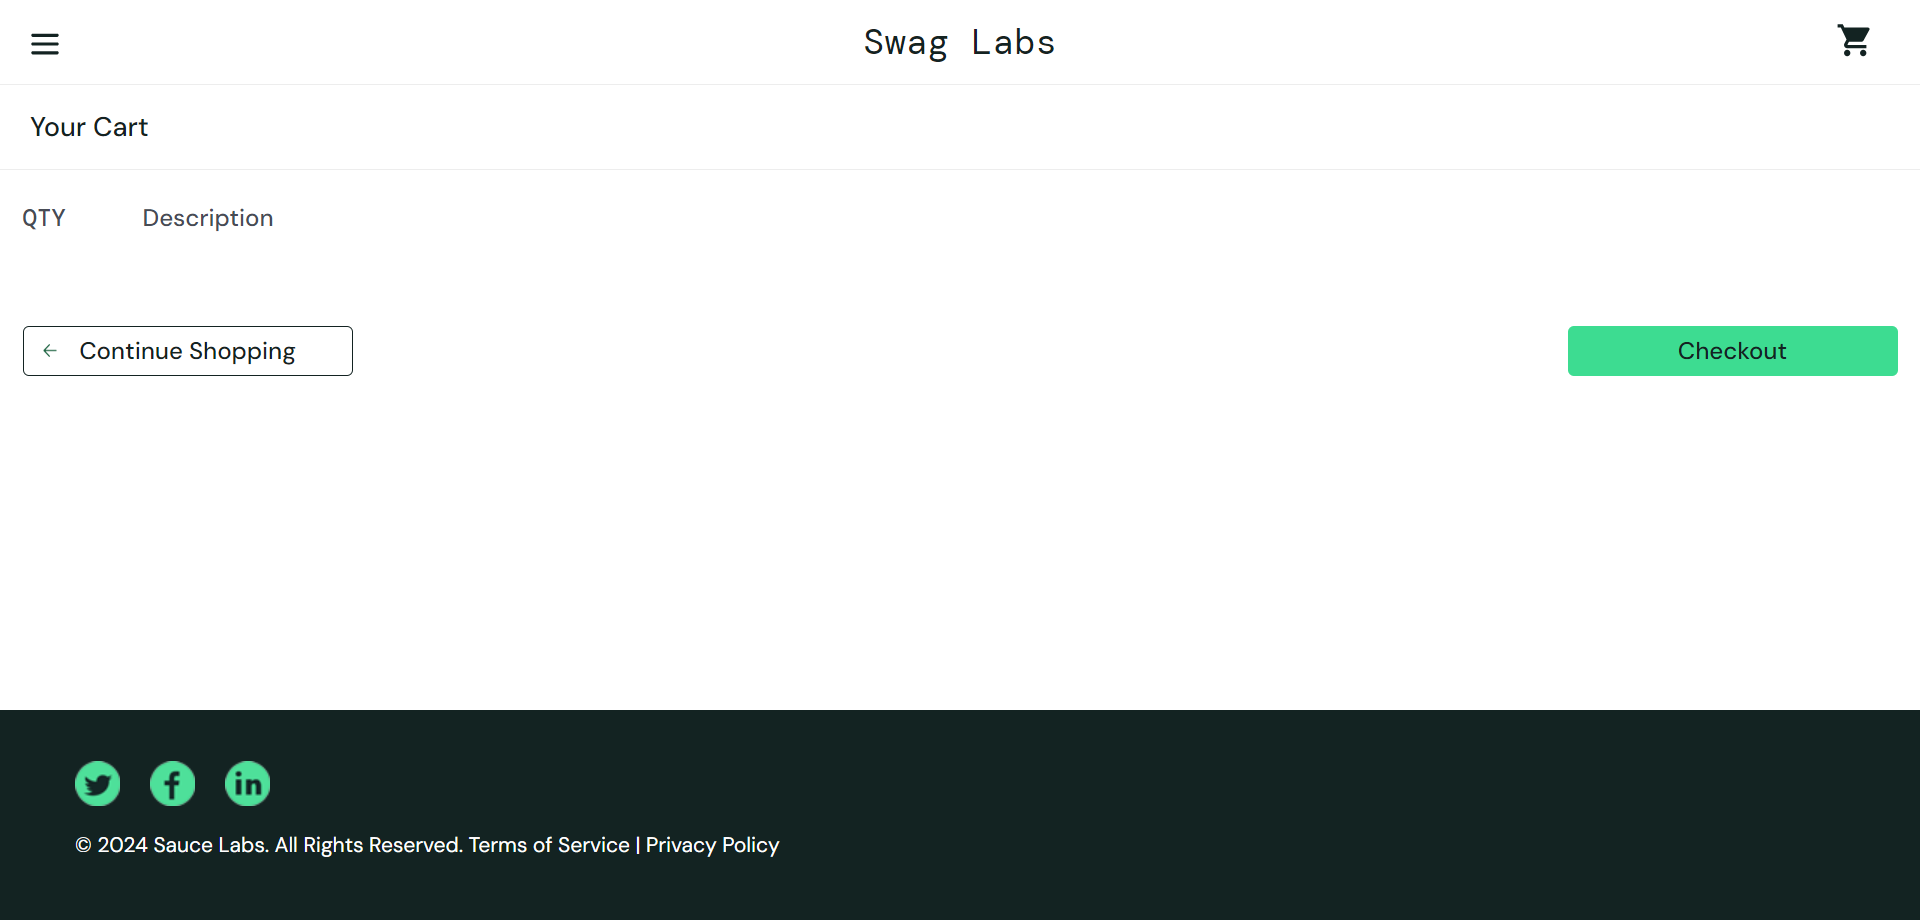 Swag Labs
Your Cart
QTY Description
Continue Shopping Checkout
© 2024 Sauce Labs. All Rights Reserved. Terms of Service | Privacy Policy